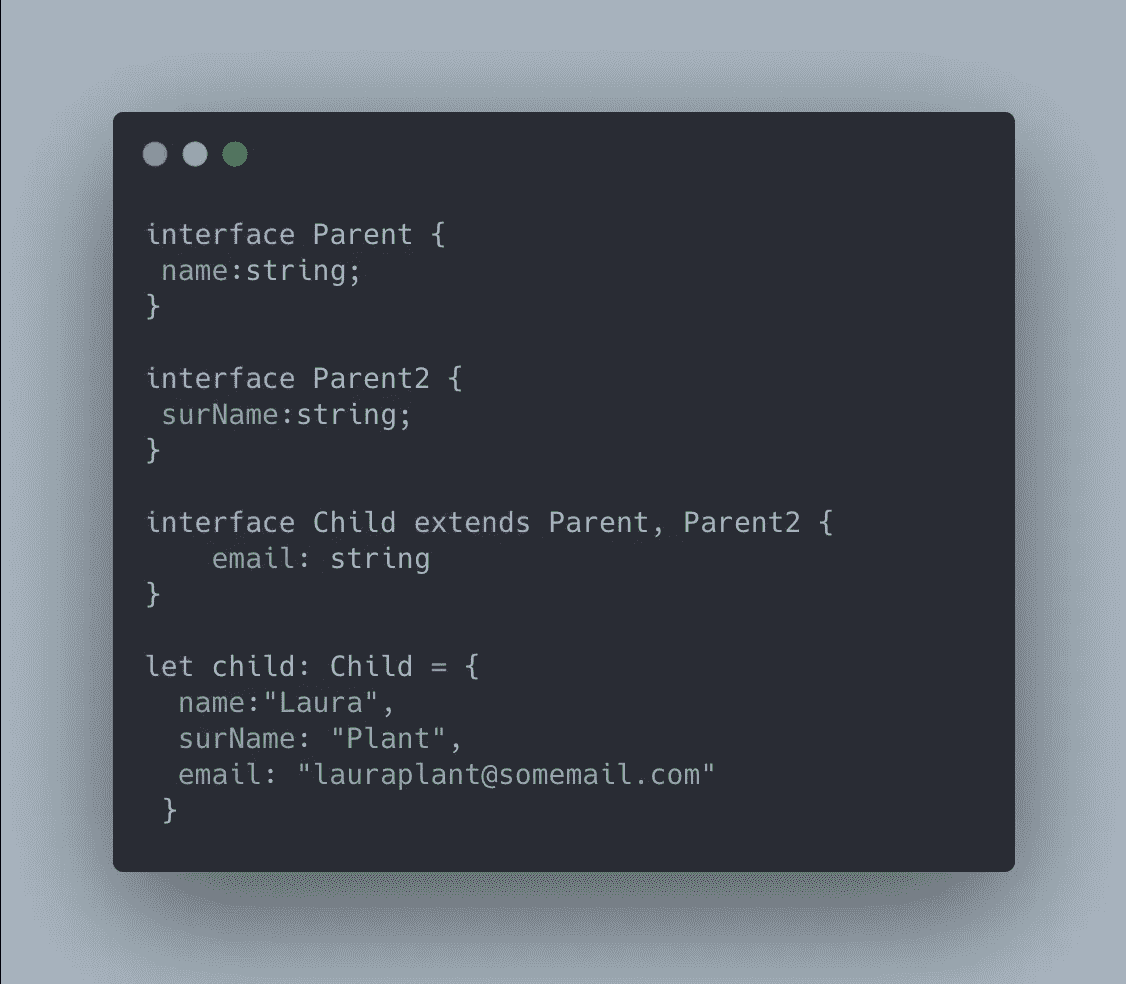 interface Parent {
 name:string;
}

interface Parent2 {
 surName:string;
}

interface Child extends Parent, Parent2 {
    email: string
}

let child: Child = {
  name:"Laura",
  surName: "Plant",
  email: "lauraplant@somemail.com"
 }